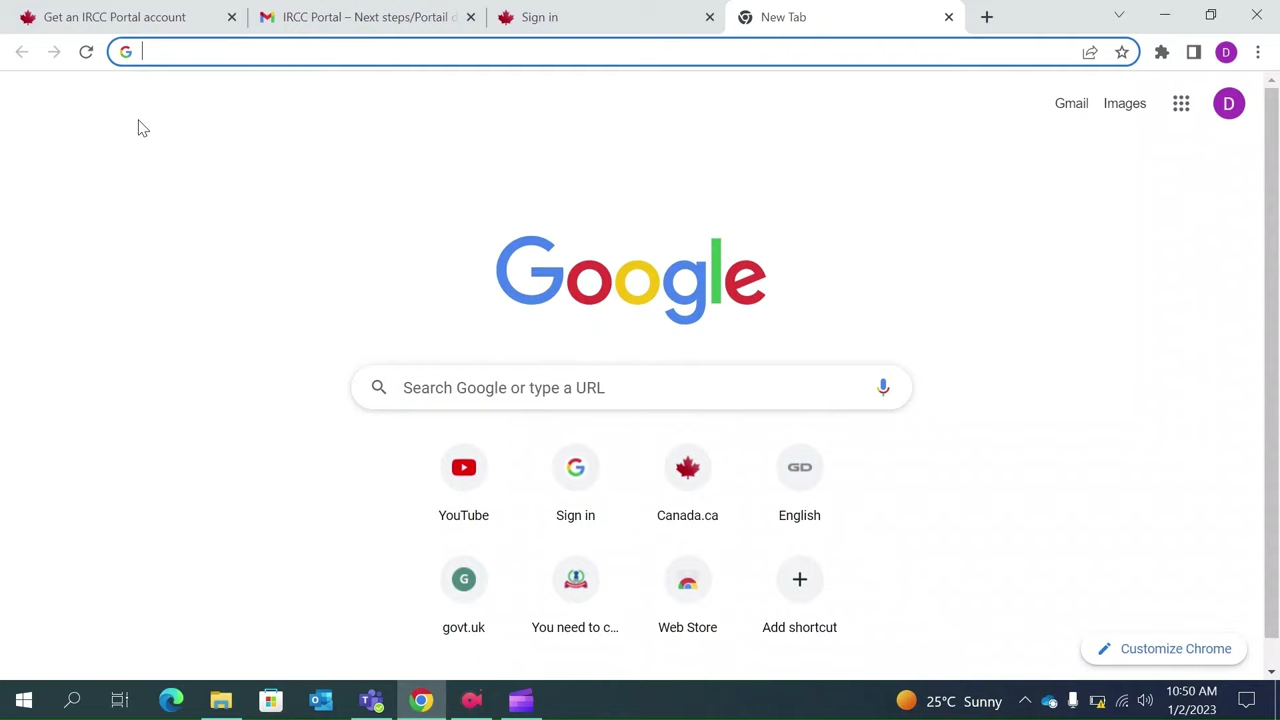 Get an IRCC Portal account
IRCC Portal – Next steps/Portail d
Sign in
New Tab
D
Gmail
Images
D
Google
Search Google or type a URL
GD
YouTube
Sign in
Canada.ca
English
G
govt.uk
You need to c...
Web Store
Add shortcut
Customize Chrome
25°C Sunny
10:50 AM
1/2/2023